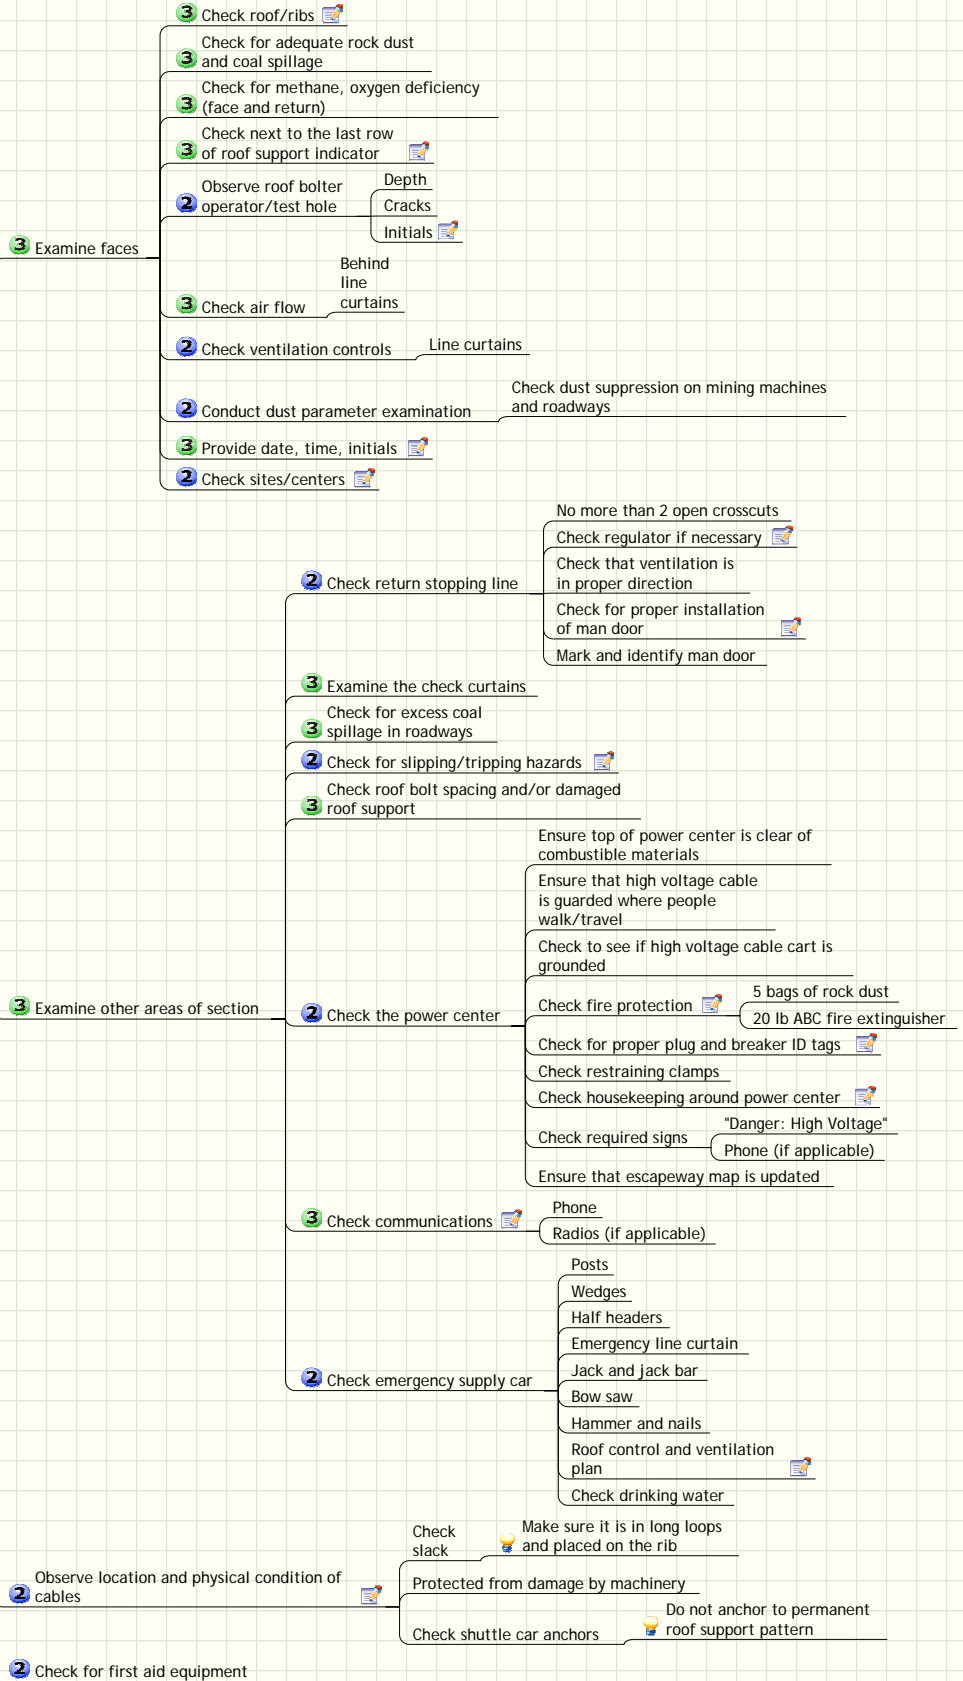 3 Check roof/ribs
Check for adequate rock dust
3 and coal spillage
Check for methane, oxygen deficiency
3 (face and return)
Check next to the last row
3 of roof support indicator
Observe roof bolter
2 operator/test hole
Depth
Cracks
Initials
3 Examine faces
3 Check air flow
Behind
line
curtains
2 Check ventilation controls
Line curtains
2 Conduct dust parameter examination
Check dust suppression on mining machines
and roadways
3 Provide date, time, initials
2 Check sites/centers
2 Check return stopping line
No more than 2 open crosscuts
Check regulator if necessary
Check that ventilation is
in proper direction
Check for proper installation
of man door
Mark and identify man door
3 Examine the check curtains
Check for excess coal
3 spillage in roadways
2 Check for slipping/tripping hazards
Check roof bolt spacing and/or damaged
3 roof support
3 Examine other areas of section
2 Check the power center
Ensure top of power center is clear of
combustible materials
Ensure that high voltage cable
is guarded where people
walk/travel
Check to see if high voltage cable cart is
grounded
Check fire protection
5 bags of rock dust
20 lb ABC fire extinguisher
Check for proper plug and breaker ID tags
Check restraining clamps
Check housekeeping around power center
Check required signs
"Danger: High Voltage"
Phone (if applicable)
Ensure that escapeway map is updated
3 Check communications
Phone
Radios (if applicable)
2 Check emergency supply car
Posts
Wedges
Half headers
Emergency line curtain
Jack and jack bar
Bow saw
Hammer and nails
Roof control and ventilation
plan
Check drinking water
Observe location and physical condition of
2 cables
Check
slack
Make sure it is in long loops
and placed on the rib
Protected from damage by machinery
Check shuttle car anchors
Do not anchor to permanent
roof support pattern
2 Check for first aid equipment